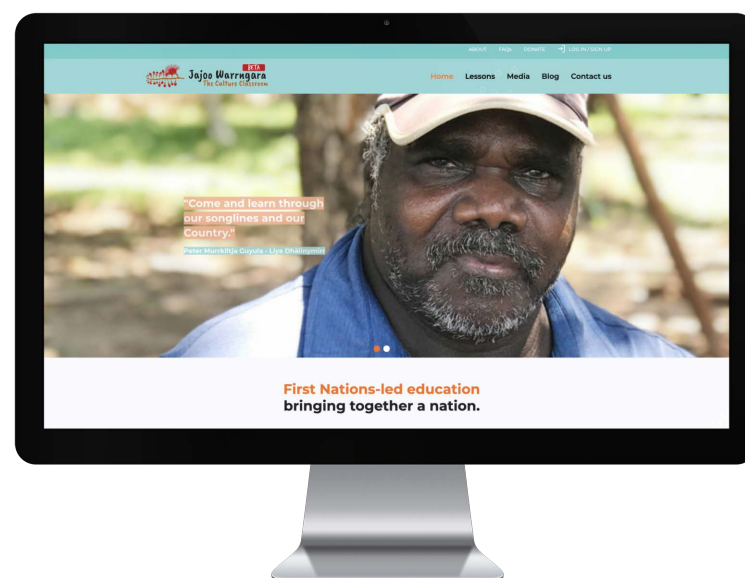 ABOUT FAQs DONATE LOG IN / SIGN UP
BETA
Jajoo Warrngara
The Culture Classroom
Home Lessons Media Blog Contact us
"Come and learn through
our songlines and our
Country."
Peter Murrkiltja Guyula - Liya Dhälinymirr
First Nations-led education
bringing together a nation.